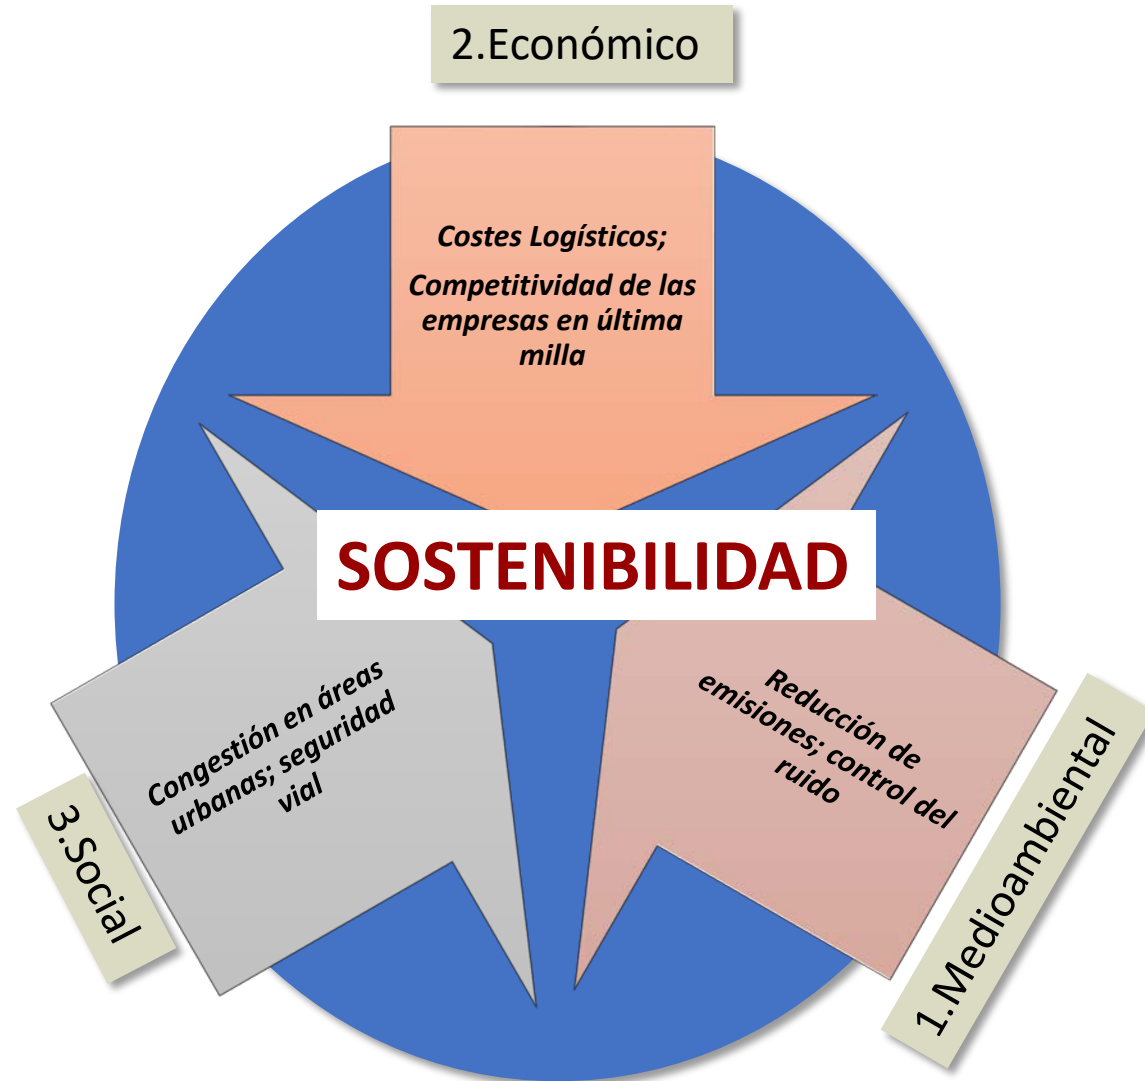 2.Económico
Costes Logísticos;
Competitividad de las
empresas en última
milla
SOSTENIBILIDAD
Congestión en áreas
urbanas; seguridad
vial
3.Social
Reducción de
emisiones; control del
ruido
1.Medioambiental